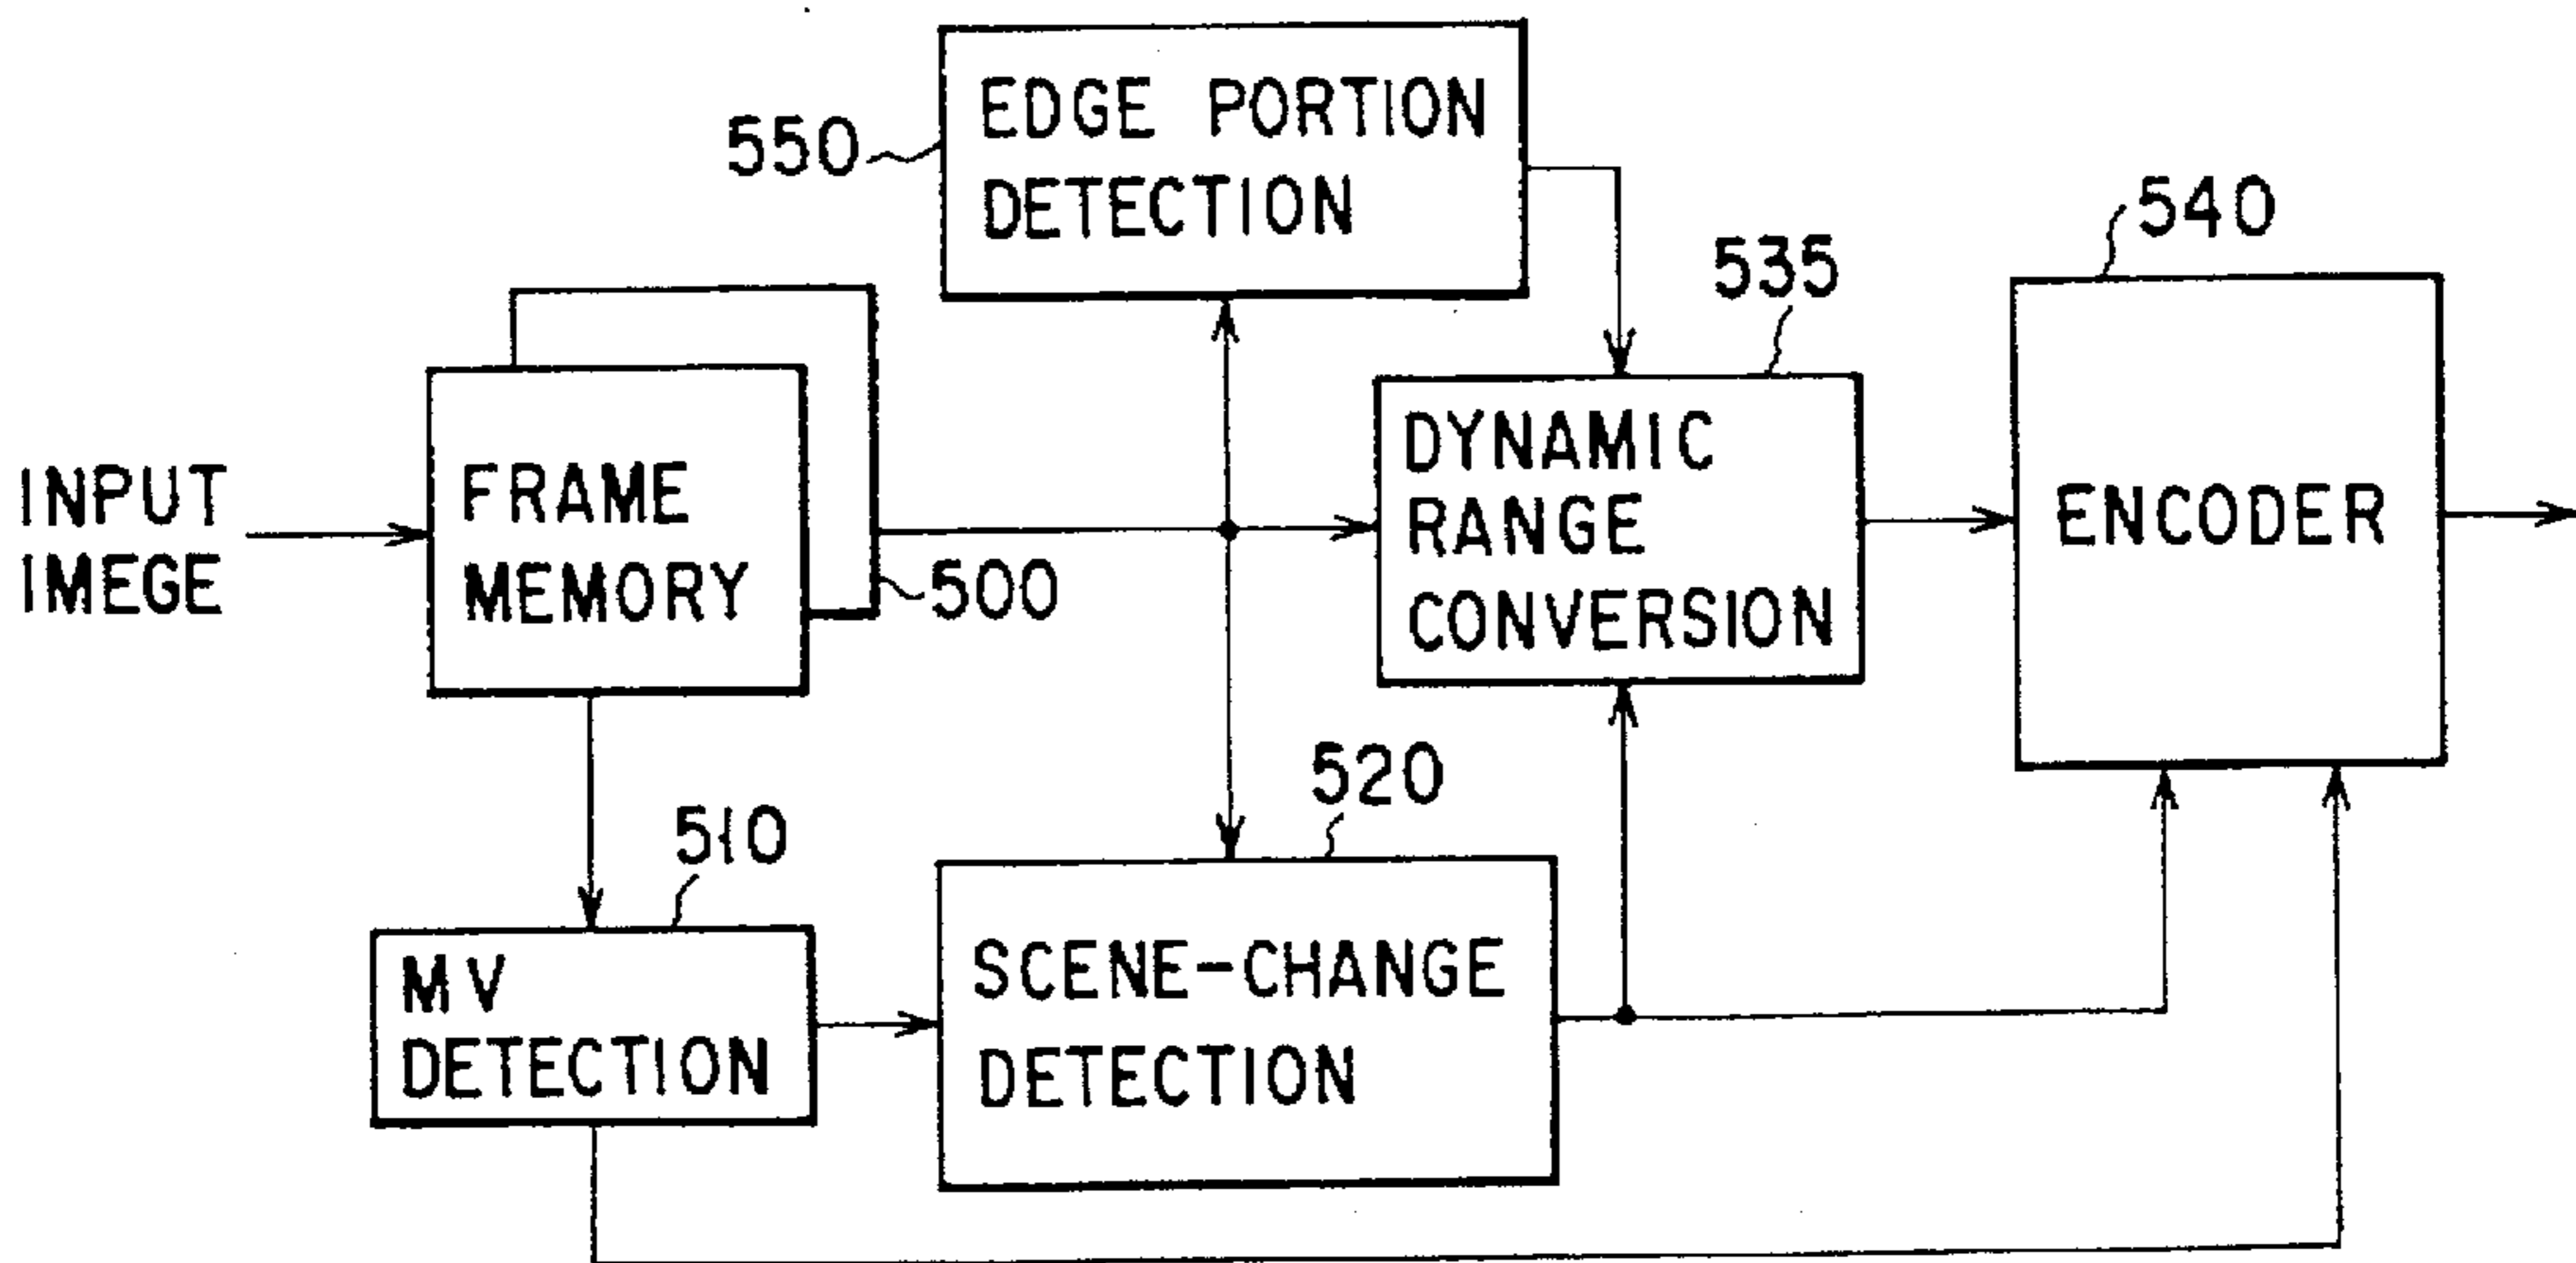 550
EDGE PORTION
DETECTION
540
535
INPUT
IMEGE
FRAME
MEMORY
500
DYNAMIC
RANGE
CONVERSION
ENCODER
510
MV
DETECTION
520
SCENE-CHANGE
DETECTION